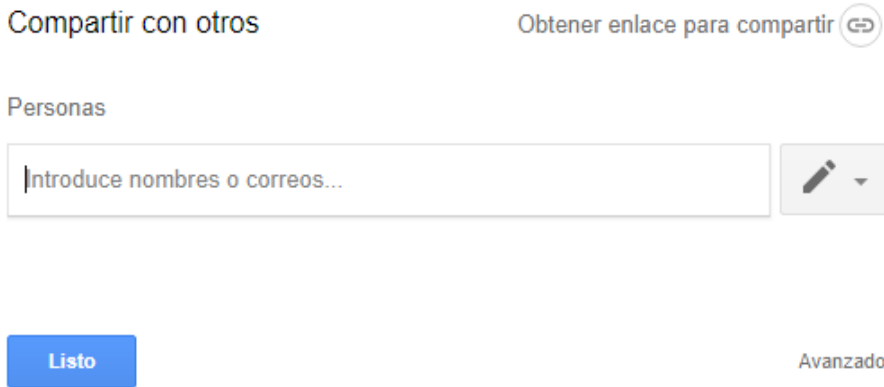 Compartir con otros
Obtener enlace para compartir
Personas
Introduce nombres o correos...
Listo
Avanzado